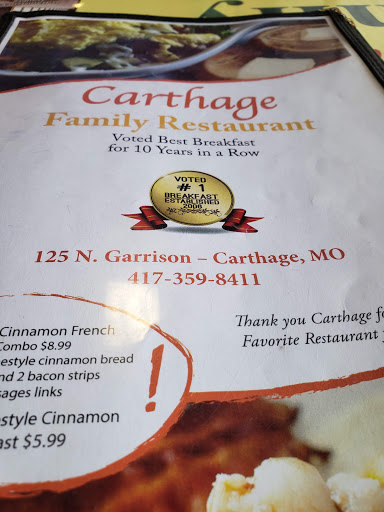 Carthage
Family Restaurant
Voted Best Breakfast
for 10 Years in a Row
VOTED
# 1
BREAKFAST
ESTABLISHED
2006
125 N. Garrison – Carthage, MO
417-359-8411
Thank you Carthage fo
Favorite Restaurant
Cinnamon French
Combo $8.99
estyle cinnamon bread
nd 2 bacon strips
sages links
!
estyle Cinnamon
ast $5.99